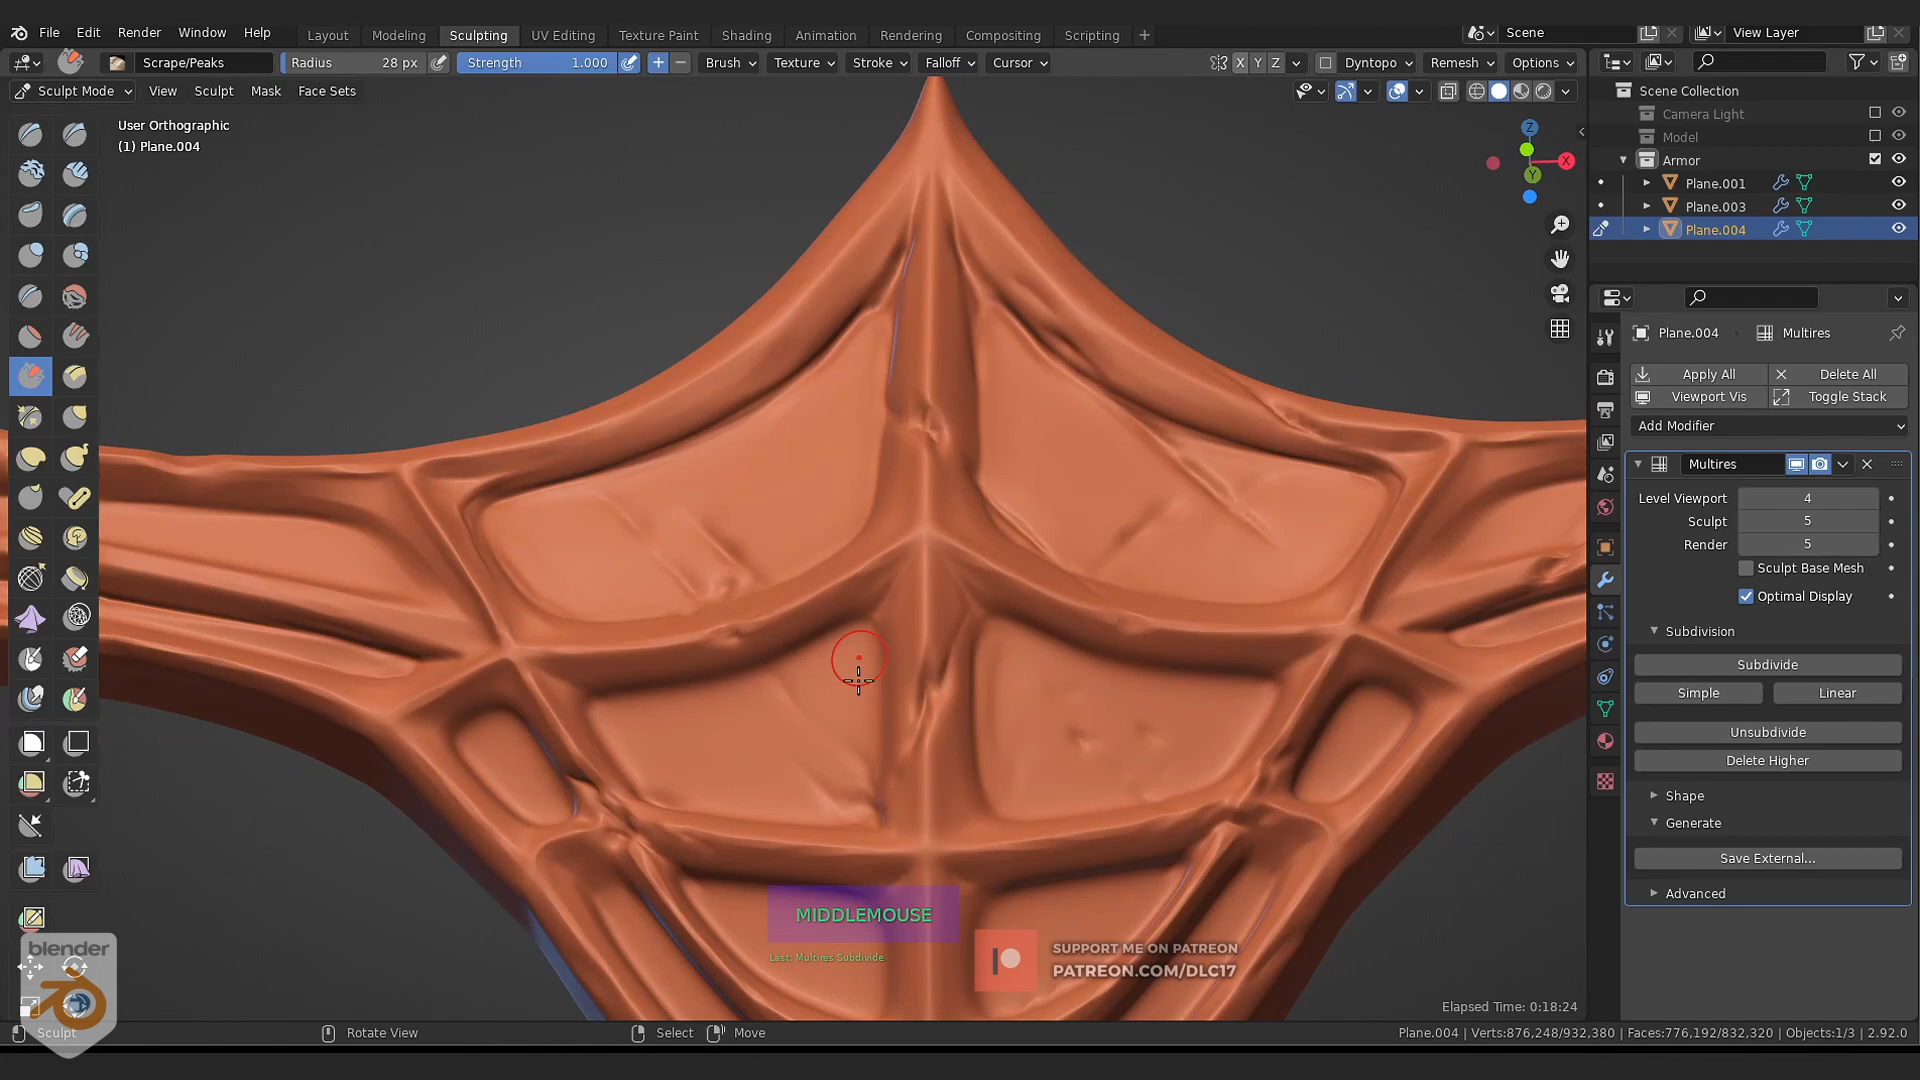 File Edit Render Window Help Layout Modeling Sculpting UV Editing Texture Paint Shading Animation Rendering Compositing Scripting + Scene View Layer
Scrape/Peaks Radius 28 px Strength 1.000 Brush Texture Stroke Falloff Cursor X Y Z Dyntopo Remesh Options
Sculpt Mode View Sculpt Mask Face Sets
User Orthographic
(1) Plane.004
Z
X
Y
Scene Collection
Camera Light
Model
Armor
Plane.001
Plane.003
Plane.004
Plane.004 Multires
Apply All Delete All
Viewport Vis Toggle Stack
Add Modifier
Multires
Level Viewport 4
Sculpt 5
Render 5
Sculpt Base Mesh
Optimal Display
Subdivision
Subdivide
Simple Linear
Unsubdivide
Delete Higher
Shape
Generate
Save External...
Advanced
MIDDLEMOUSE
Last: Multires Subdivide
SUPPORT ME ON PATREON
PATREON.COM/DLC17
blender
Elapsed Time: 0:18:24
Sculpt Rotate View Select Move Plane.004 | Verts:876,248/932,380 | Faces:776,192/832,320 | Objects:1/3 | 2.92.0